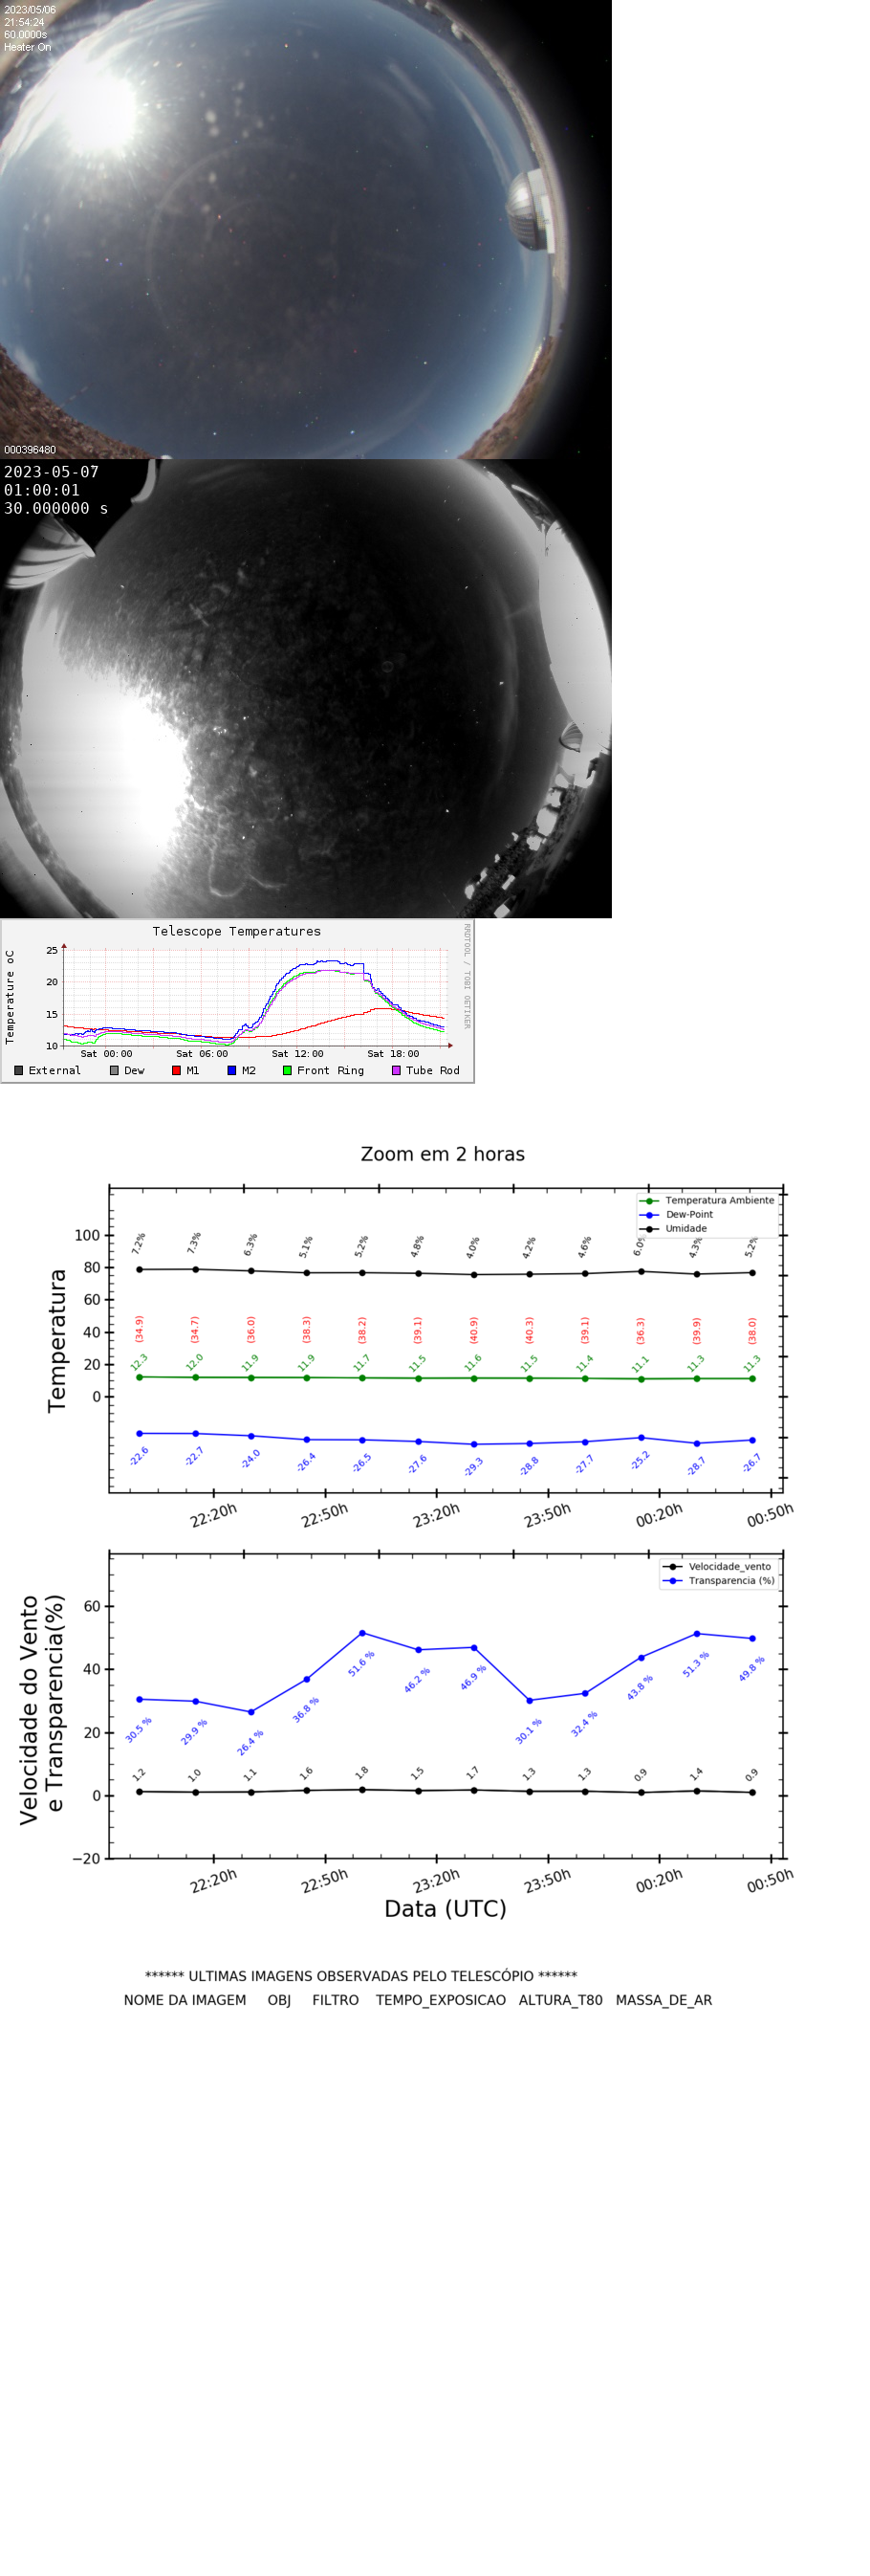 2023/05/06
21:54:24
60.0000s
Heater On
000396480
2023-05-07
01:00:01
30.000000 s
Telescope Temperatures
RRDTOOL / TOBI OETIKER
Temperature oC
25
20
15
10
Sat 00:00 Sat 06:00 Sat 12:00 Sat 18:00
External Dew M1 M2 Front Ring Tube Rod
Zoom em 2 horas
Temperatura Ambiente
Dew-Point
Umidade
Temperatura
100
80
60
40
20
0
7.2% 7.3% 6.3% 5.1% 5.2% 4.8% 4.0% 4.2% 4.6% 6.0% 4.3% 5.2%
(34.9) (34.7) (36.0) (38.3) (38.2) (39.1) (40.9) (40.3) (39.1) (36.3) (39.9) (38.0)
12.3 12.0 11.9 11.9 11.7 11.5 11.6 11.5 11.4 11.1 11.3 11.3
-22.6 -22.7 -24.0 -26.4 -26.5 -27.6 -29.3 -28.8 -27.7 -25.2 -28.7 -26.7
22:20h 22:50h 23:20h 23:50h 00:20h 00:50h
Velocidade_vento
Transparencia (%)
Velocidade do Vento
e Transparencia(%)
60
40
20
0
−20
30.5 % 29.9 % 26.4 % 36.8 % 51.6 % 46.2 % 46.9 % 30.1 % 32.4 % 43.8 % 51.3 % 49.8 %
1.2 1.0 1.1 1.6 1.8 1.5 1.7 1.3 1.3 0.9 1.4 0.9
22:20h 22:50h 23:20h 23:50h 00:20h 00:50h
Data (UTC)
****** ULTIMAS IMAGENS OBSERVADAS PELO TELESCÓPIO ******
NOME DA IMAGEM OBJ FILTRO TEMPO_EXPOSICAO ALTURA_T80 MASSA_DE_AR